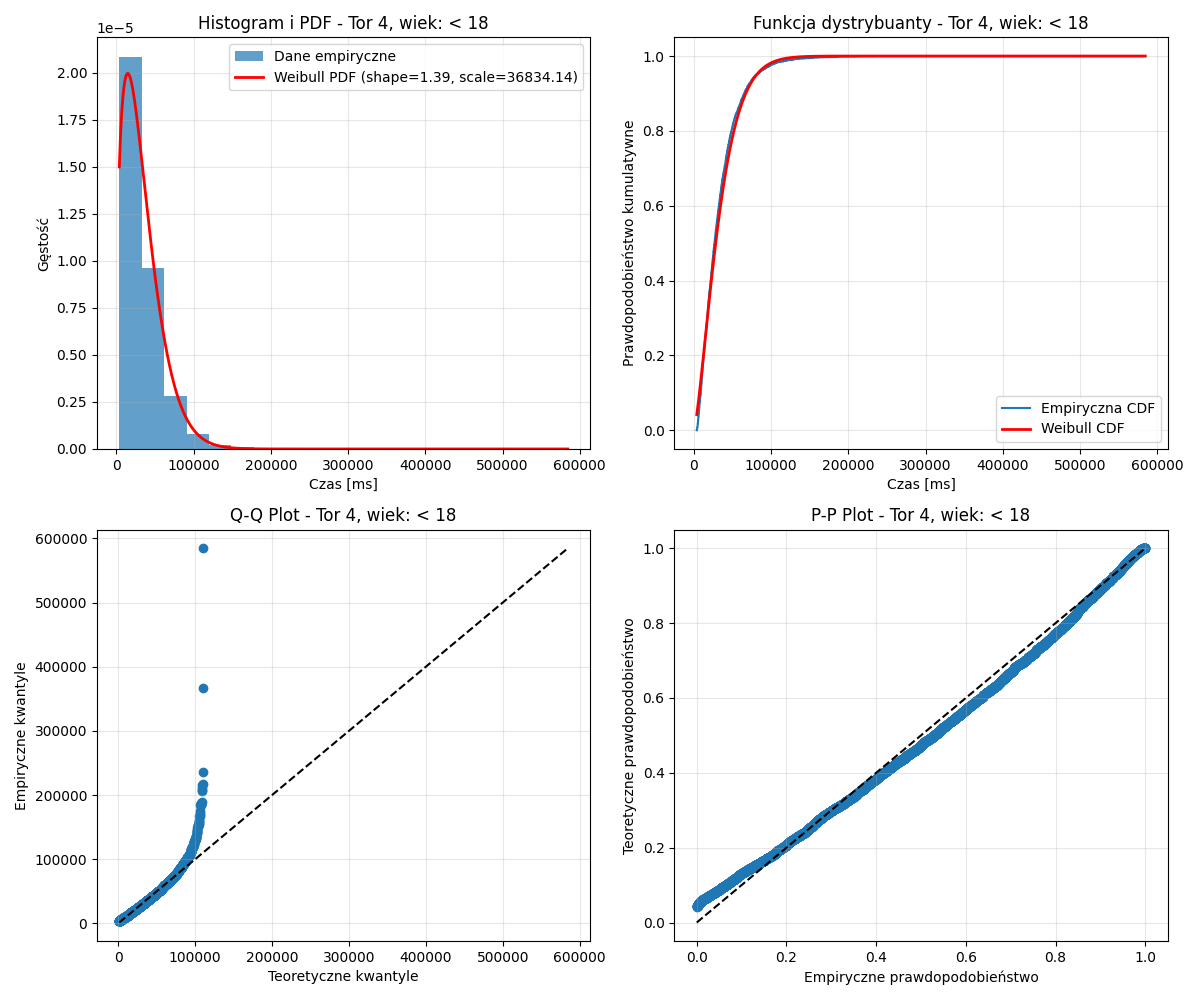 Histogram i PDF - Tor 4, wiek: < 18
1e−5
Dane empiryczne
Weibull PDF (shape=1.39, scale=36834.14)
2.00
1.75
1.50
1.25
1.00
0.75
0.50
0.25
0.00
Gęstość
0 100000 200000 300000 400000 500000 600000
Czas [ms]
Funkcja dystrybuanty - Tor 4, wiek: < 18
1.0
0.8
0.6
0.4
0.2
0.0
Prawdopodobieństwo kumulatywne
Empiryczna CDF
Weibull CDF
0 100000 200000 300000 400000 500000 600000
Czas [ms]
Q-Q Plot - Tor 4, wiek: < 18
600000
500000
400000
300000
200000
100000
0
Empiryczne kwantyle
0 100000 200000 300000 400000 500000 600000
Teoretyczne kwantyle
P-P Plot - Tor 4, wiek: < 18
1.0
0.8
0.6
0.4
0.2
0.0
Teoretyczne prawdopodobieństwo
0.0 0.2 0.4 0.6 0.8 1.0
Empiryczne prawdopodobieństwo